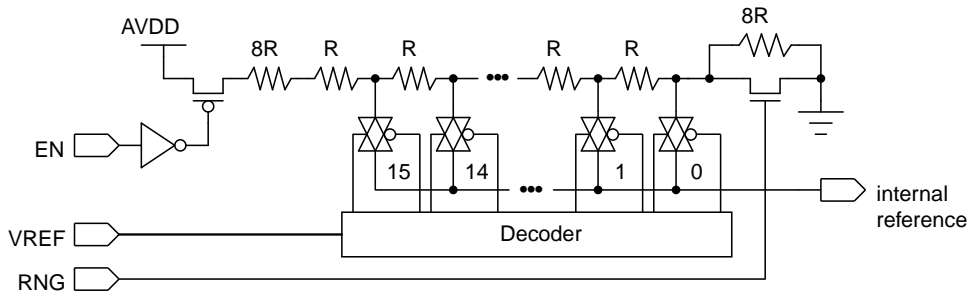 AVDD
8R
8R
R
R
R
R
EN
15
14
1
0
internal
reference
VREF
Decoder
RNG